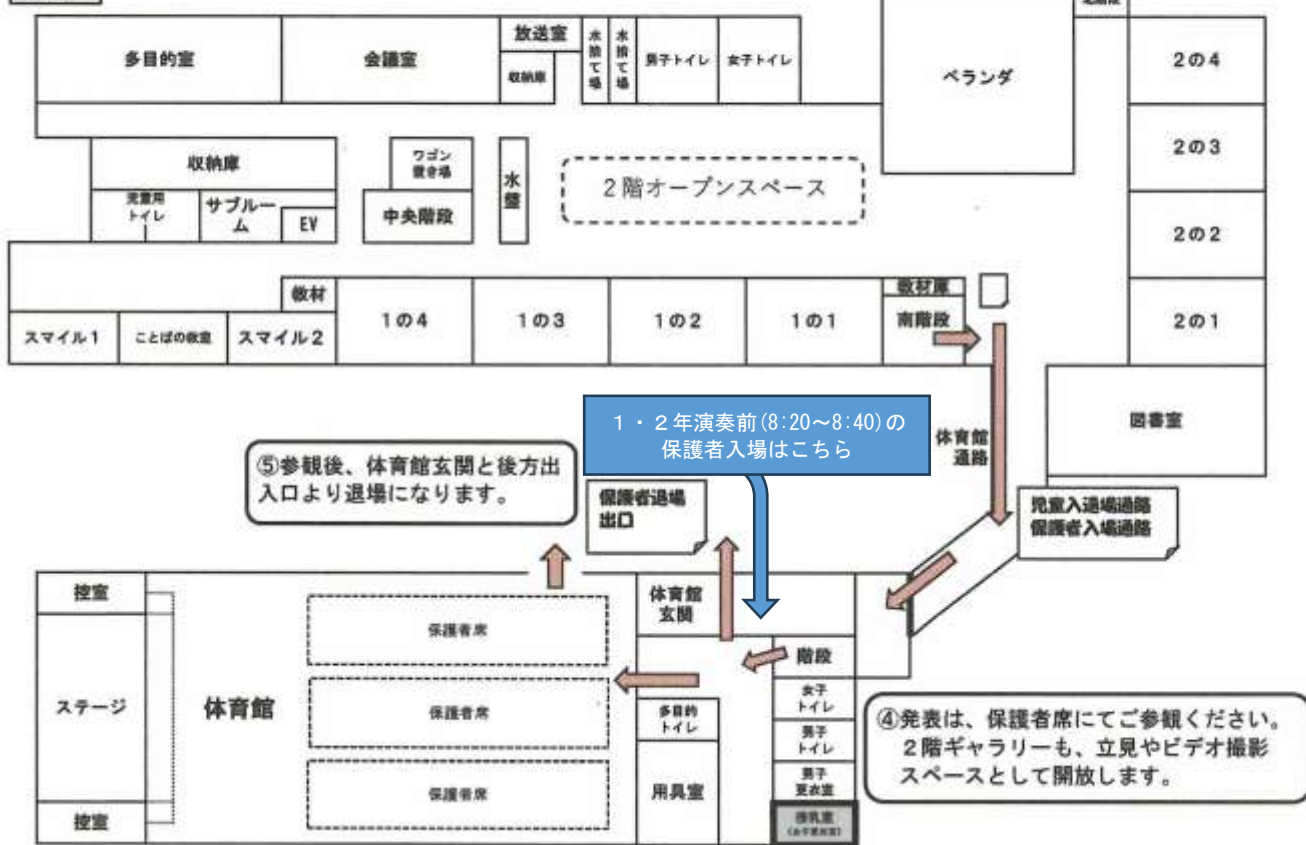 多目的室
会議室
放送室
収納庫
水捨て場
水捨て場
男子トイレ
女子トイレ
ベランダ
2の4
2の3
2の2
2の1
収納庫
児童用
トイレ
サブルー
ム
EV
ワゴン
置き場
中央階段
水盤
2階オープンスペース
教材
スマイル1
ことばの教室
スマイル2
1の4
1の3
1の2
1の1
教材庫
南階段
図書室
1・2年演奏前(8:20~8:40)の
保護者入場はこちら
体育館
通路
⑤参観後、体育館玄関と後方出
入口より退場になります。
保護者退場
出口
児童入退場通路
保護者入場通路
控室
ステージ
控室
体育館
保護者席
保護者席
保護者席
体育館
玄関
階段
女子
トイレ
男子
トイレ
男子
更衣室
授乳室
(女子更衣室)
多目的
トイレ
用具室
④発表は、保護者席にてご参観ください。
2階ギャラリーも、立見やビデオ撮影
スペースとして開放します。